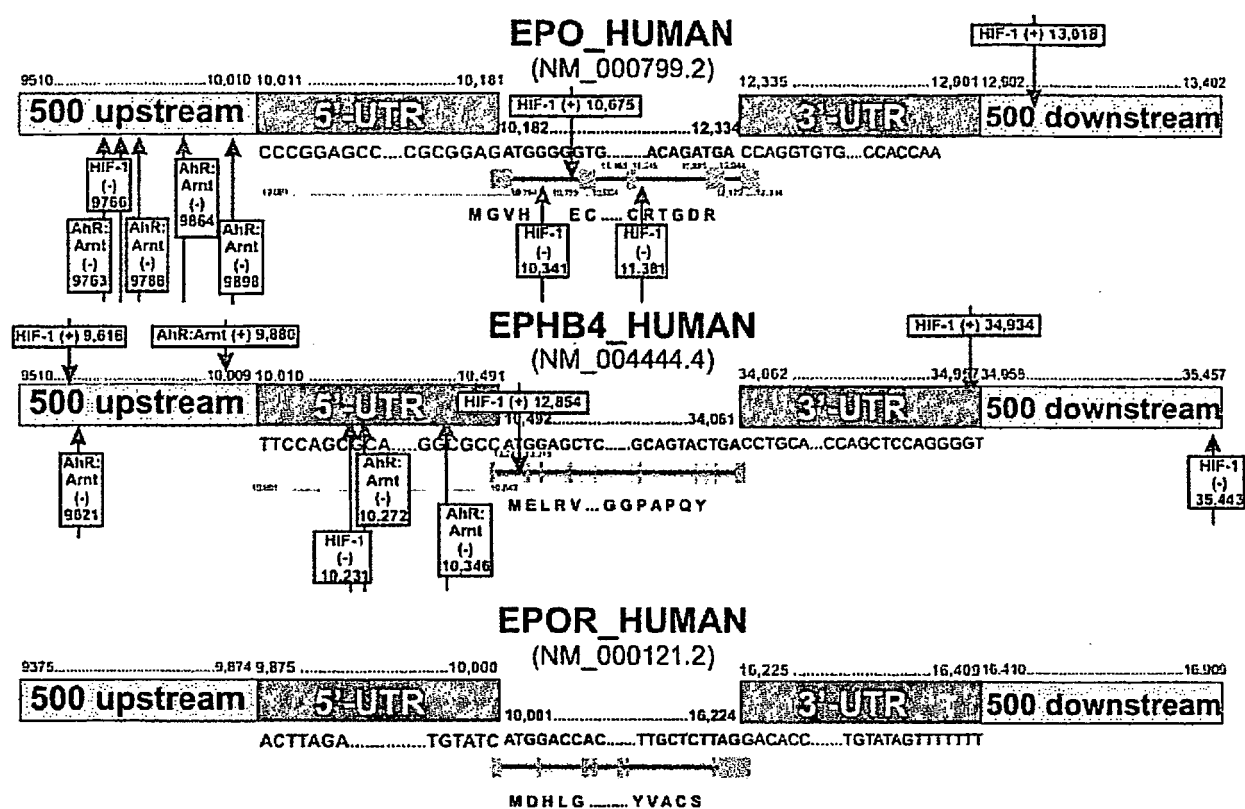 EPO_HUMAN
(NM_000799.2)
HIF-1 (+) 13,018
9510 10,010 10,011 10,181 12,335 12,901 12,902 13,402
500 upstream 5'-UTR 3'-UTR 500 downstream
HIF-1 (+) 10,675
10,182 12,334
CCCGGAGCC....CGCGGAGATGGGGGTG........ACAGATGA CCAGGTGTG....CCACCAA
MGVH EC.....CRTGDR
HIF-1 (-) 9766
AhR: Arnt (-) 9864
AhR: Arnt (-) 9763
AhR: Arnt (-) 9788
AhR: Arnt (-) 9898
HIF-1 (-) 10,341
HIF-1 (-) 11,381
EPHB4_HUMAN
(NM_004444.4)
HIF-1 (+) 9,616
AhR:Arnt (+) 9,880
HIF-1 (+) 34,934
9510 10,009 10,010 10,491 34,062 34,957 34,958 35,457
500 upstream 5'-UTR 3'-UTR 500 downstream
HIF-1 (+) 12,854
10,492 34,061
TTCCAGCGCA....GGCGCC ATGGAGCTC.....GCAGTACTGACCTGCA...CCAGCTCCAGGGGT
MELRV...GGPAPQY
AhR: Arnt (-) 9821
AhR: Arnt (-) 10,272
HIF-1 (-) 10,231
AhR: Arnt (-) 10,346
HIF-1 (-) 35,443
EPOR_HUMAN
(NM_000121.2)
9375 9,874 9,875 10,000 16,225 16,409 16,410 16,909
500 upstream 5'-UTR 3'-UTR 500 downstream
10,001 16,224
ACTTAGA..............TGTATC ATGGACCAC......TTGCTCTTAGGACACC.......TGTATAGTTTTTTT
MDHLG.......YVACS